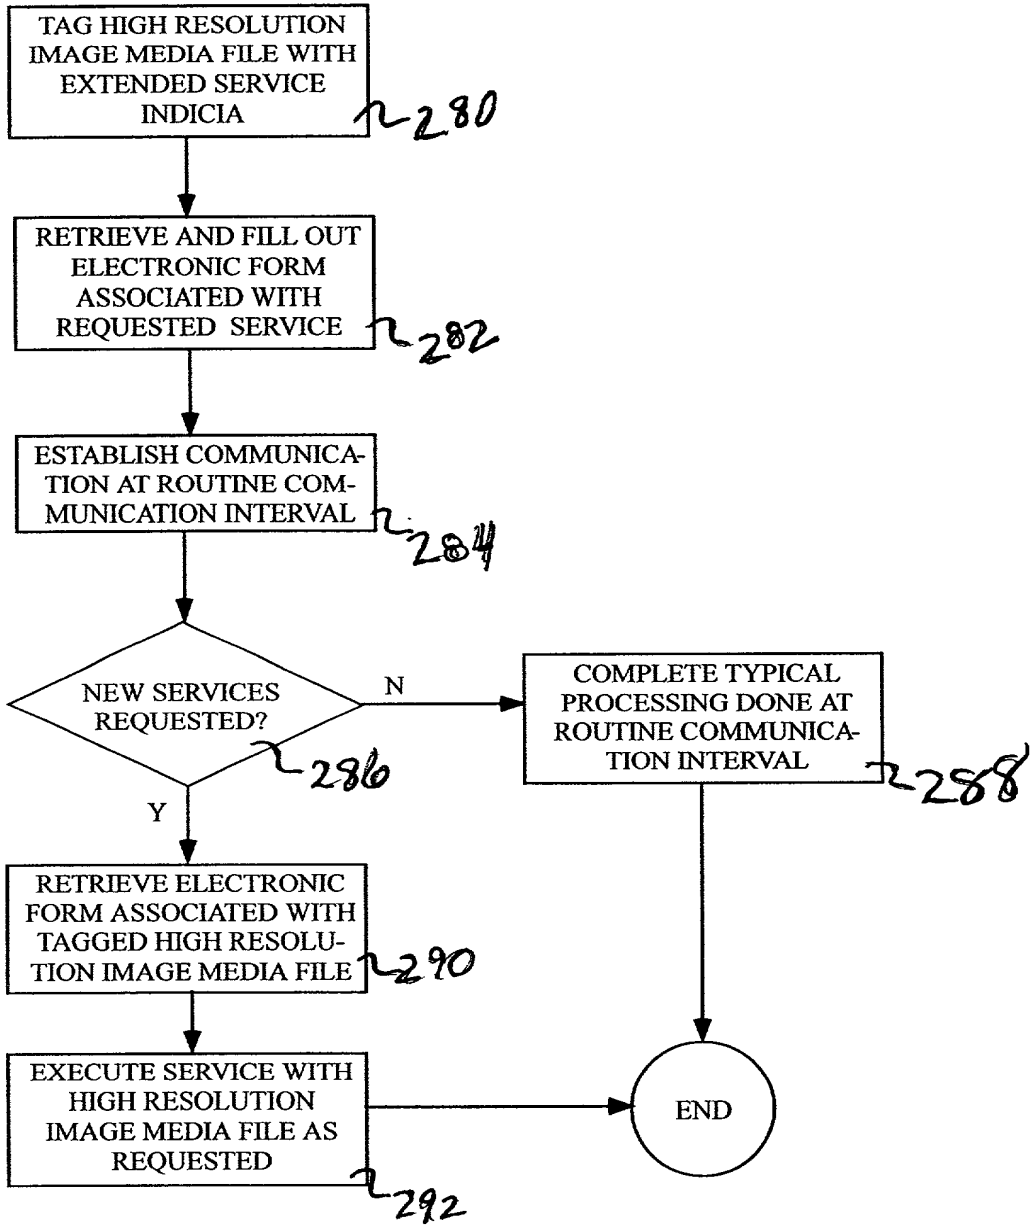 TAG HIGH RESOLUTION
IMAGE MEDIA FILE WITH
EXTENDED SERVICE
INDICIA
280
RETRIEVE AND FILL OUT
ELECTRONIC FORM
ASSOCIATED WITH
REQUESTED SERVICE
282
ESTABLISH COMMUNICA-
TION AT ROUTINE COM-
MUNICATION INTERVAL
284
NEW SERVICES
REQUESTED?
286
N
COMPLETE TYPICAL
PROCESSING DONE AT
ROUTINE COMMUNICA-
TION INTERVAL
288
Y
RETRIEVE ELECTRONIC
FORM ASSOCIATED WITH
TAGGED HIGH RESOLU-
TION IMAGE MEDIA FILE
290
EXECUTE SERVICE WITH
HIGH RESOLUTION
IMAGE MEDIA FILE AS
REQUESTED
292
END